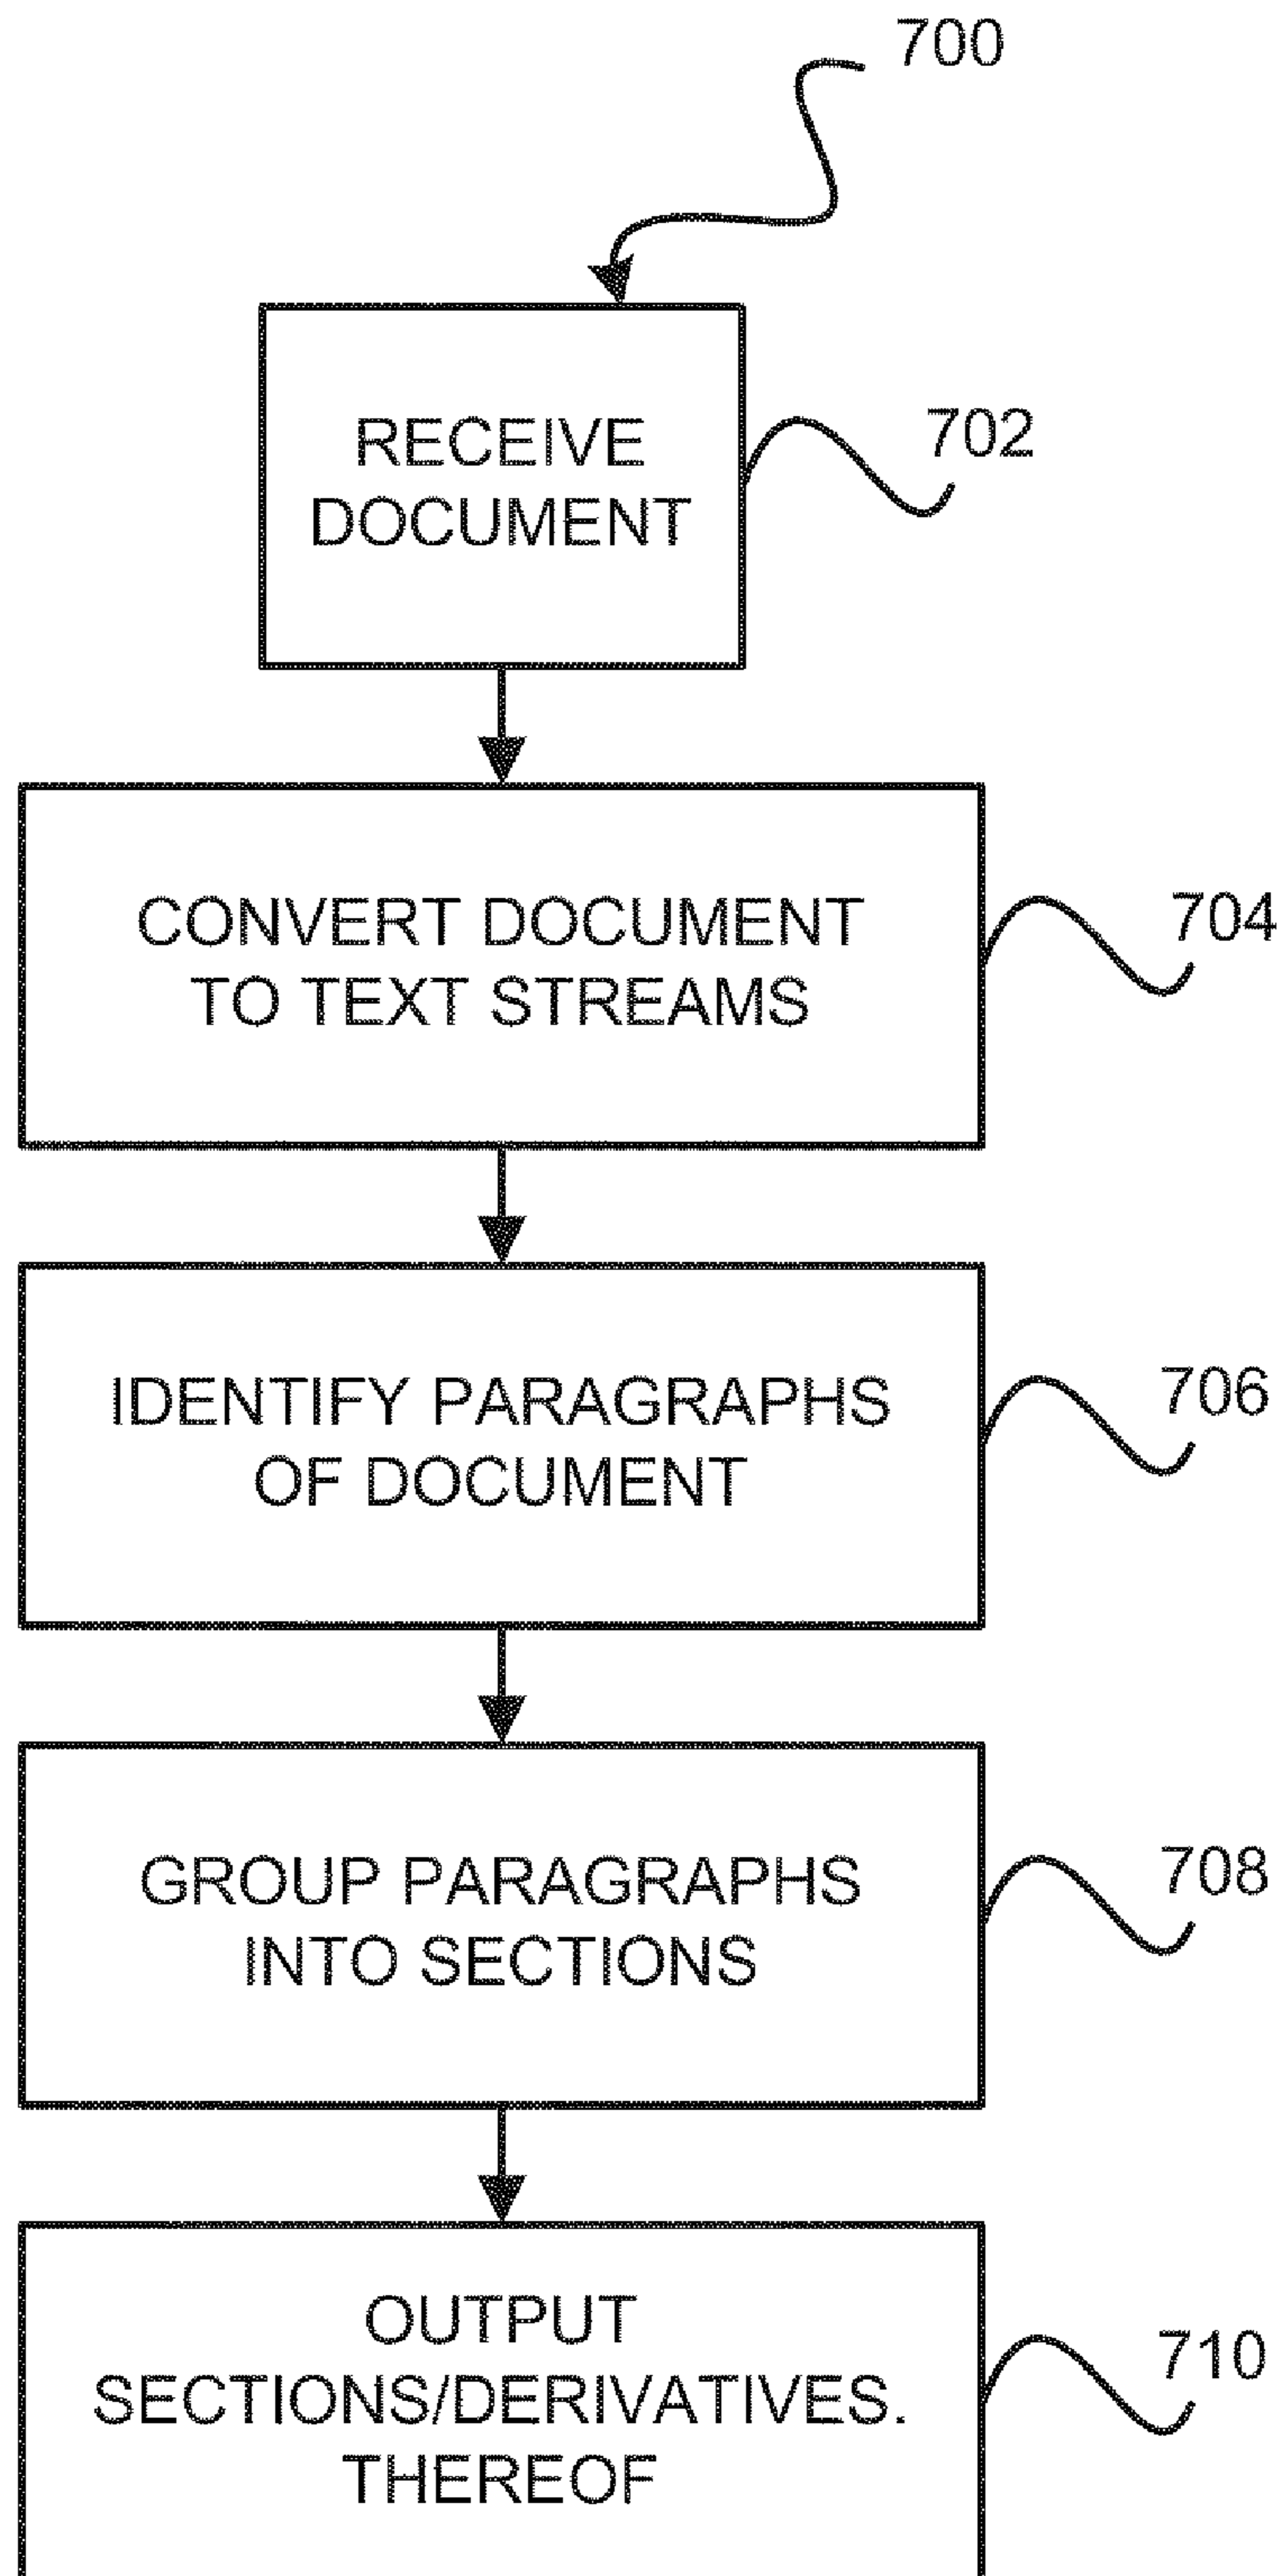 700
RECEIVE
DOCUMENT
702
CONVERT DOCUMENT
TO TEXT STREAMS
704
IDENTIFY PARAGRAPHS
OF DOCUMENT
706
GROUP PARAGRAPHS
INTO SECTIONS
708
OUTPUT
SECTIONS/DERIVATIVES.
THEREOF
710